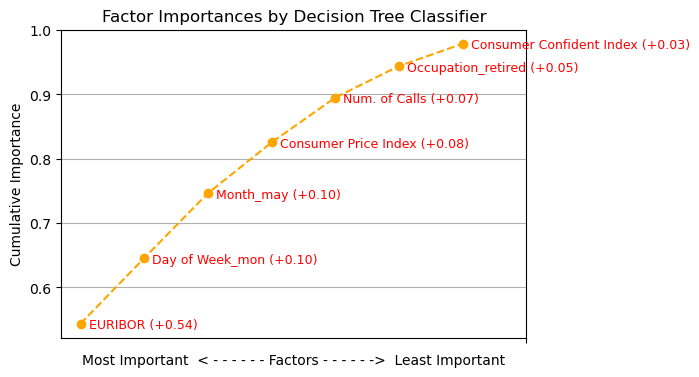 Factor Importances by Decision Tree Classifier
1.0
Consumer Confident Index (+0.03)
Occupation_retired (+0.05)
0.9
Num. of Calls (+0.07)
Consumer Price Index (+0.08)
0.8
Month_may (+0.10)
0.7
Day of Week_mon (+0.10)
0.6
EURIBOR (+0.54)
Cumulative Importance
Most Important < - - - - - - Factors - - - - - -> Least Important